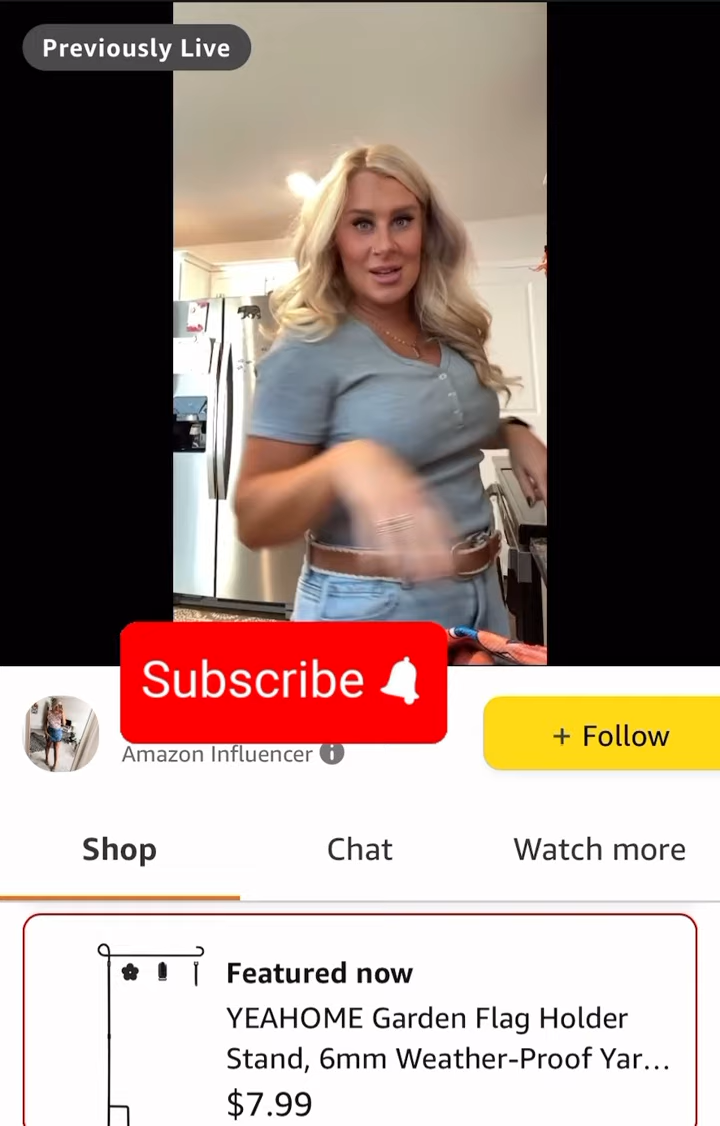 Previously Live
Subscribe
Amazon Influencer
+ Follow
Shop
Chat
Watch more
Featured now
YEAHOME Garden Flag Holder
Stand, 6mm Weather-Proof Yar...
$7.99